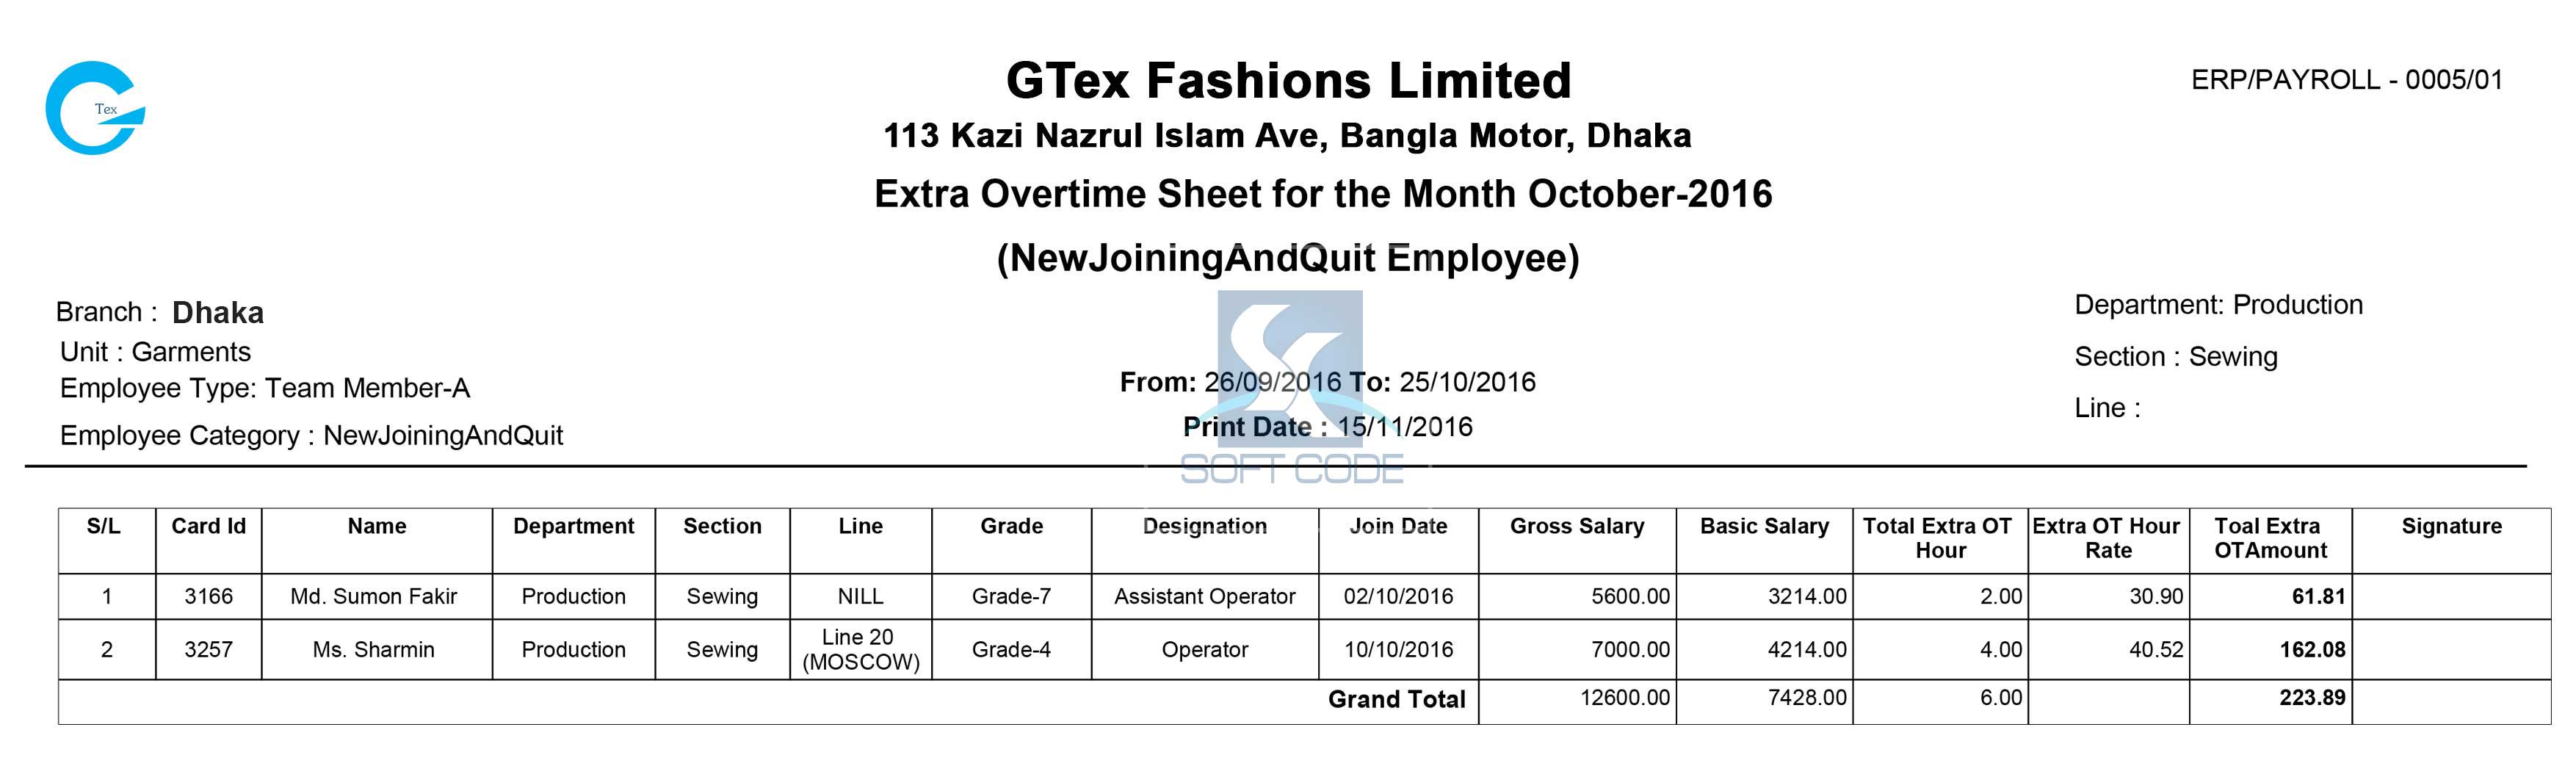 Tex
GTex Fashions Limited
ERP/PAYROLL - 0005/01
113 Kazi Nazrul Islam Ave, Bangla Motor, Dhaka
Extra Overtime Sheet for the Month October-2016
(NewJoiningAndQuit Employee)
Branch : Dhaka
Unit : Garments
Employee Type: Team Member-A
Employee Category : NewJoiningAndQuit
From: 26/09/2016 To: 25/10/2016
Print Date : 15/11/2016
SOFT CODE
Department: Production
Section : Sewing
Line :
S/L Card Id Name Department Section Line Grade Designation Join Date Gross Salary Basic Salary Total Extra OT Hour Extra OT Hour Rate Toal Extra OTAmount Signature
1 3166 Md. Sumon Fakir Production Sewing NILL Grade-7 Assistant Operator 02/10/2016 5600.00 3214.00 2.00 30.90 61.81
2 3257 Ms. Sharmin Production Sewing Line 20 (MOSCOW) Grade-4 Operator 10/10/2016 7000.00 4214.00 4.00 40.52 162.08
Grand Total 12600.00 7428.00 6.00 223.89